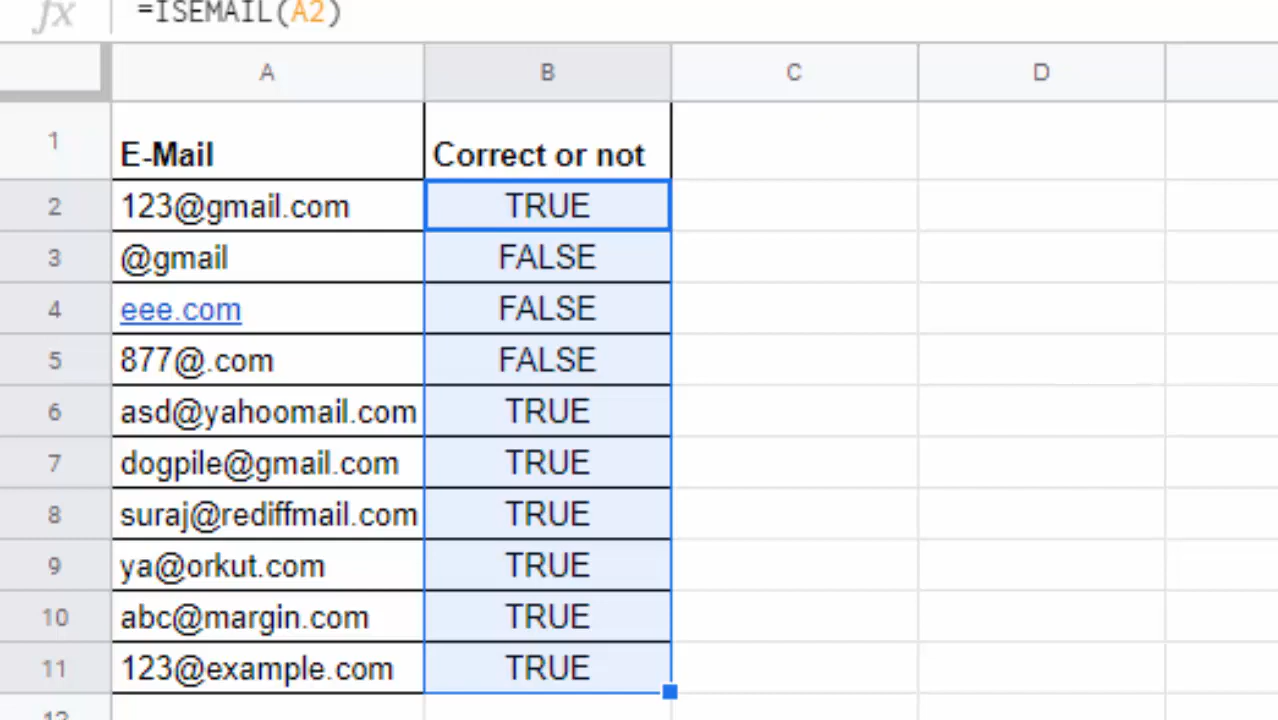 fx =ISEMAIL(A2)
A B C D
1 E-Mail Correct or not
2 123@gmail.com TRUE
3 @gmail FALSE
4 eee.com FALSE
5 877@.com FALSE
6 asd@yahoomail.com TRUE
7 dogpile@gmail.com TRUE
8 suraj@rediffmail.com TRUE
9 ya@orkut.com TRUE
10 abc@margin.com TRUE
11 123@example.com TRUE
12